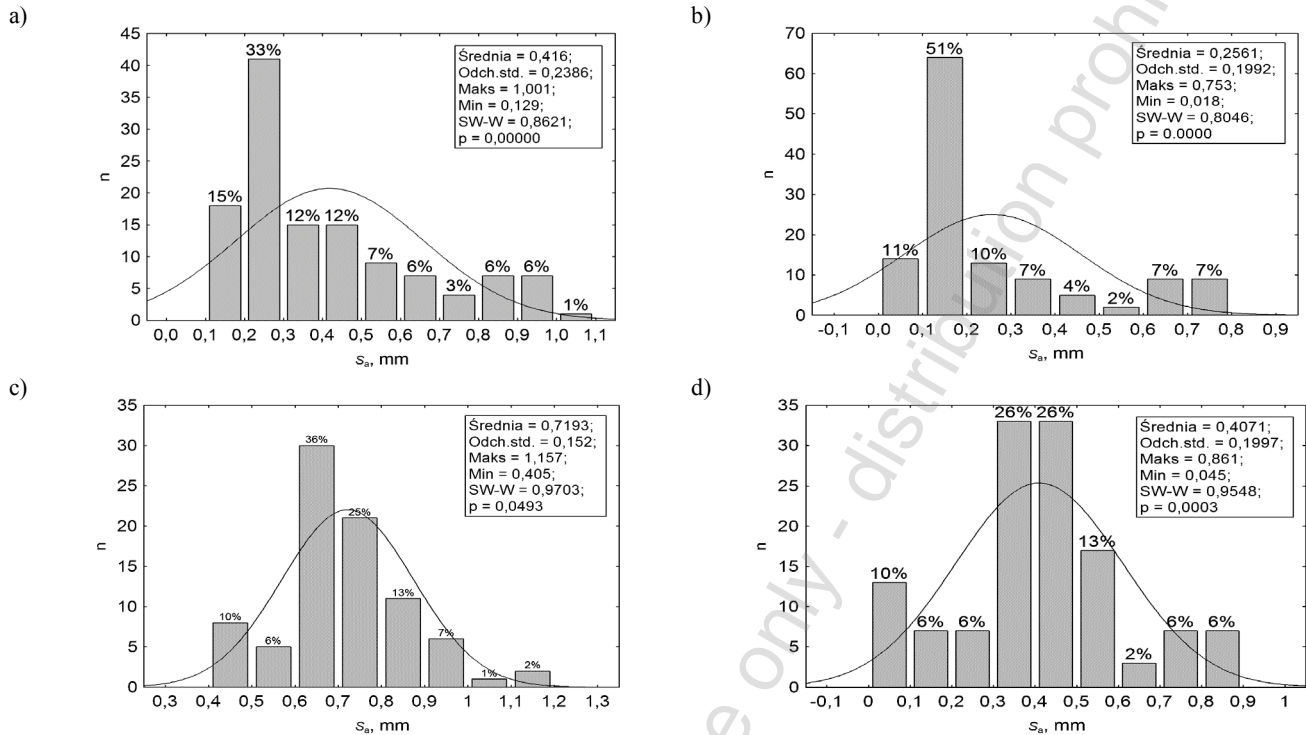 a)
45
40
35
30
25
20
15
10
5
0
n
15%
33%
12%
12%
7%
6%
3%
6%
6%
1%
Średnia = 0,416;
Odch.std. = 0,2386;
Maks = 1,001;
Min = 0,129;
SW-W = 0,8621;
p = 0,00000
0,0 0,1 0,2 0,3 0,4 0,5 0,6 0,7 0,8 0,9 1,0 1,1
sₐ, mm
b)
70
60
50
40
30
20
10
0
n
11%
51%
10%
7%
4%
2%
7%
7%
Średnia = 0,2561;
Odch.std. = 0,1992;
Maks = 0,753;
Min = 0,018;
SW-W = 0,8046;
p = 0.0000
-0,1 0,0 0,1 0,2 0,3 0,4 0,5 0,6 0,7 0,8 0,9
sₐ, mm
c)
35
30
25
20
15
10
5
0
n
10%
6%
36%
25%
13%
7%
1%
2%
Średnia = 0,7193;
Odch.std. = 0,152;
Maks = 1,157;
Min = 0,405;
SW-W = 0,9703;
p = 0,0493
0,3 0,4 0,5 0,6 0,7 0,8 0,9 1 1,1 1,2 1,3
sₐ, mm
d)
35
30
25
20
15
10
5
0
n
10%
6%
6%
26%
26%
13%
2%
6%
6%
Średnia = 0,4071;
Odch.std. = 0,1997;
Maks = 0,861;
Min = 0,045;
SW-W = 0,9548;
p = 0,0003
-0,1 0 0,1 0,2 0,3 0,4 0,5 0,6 0,7 0,8 0,9 1
sₐ, mm
e only - distribution prohi